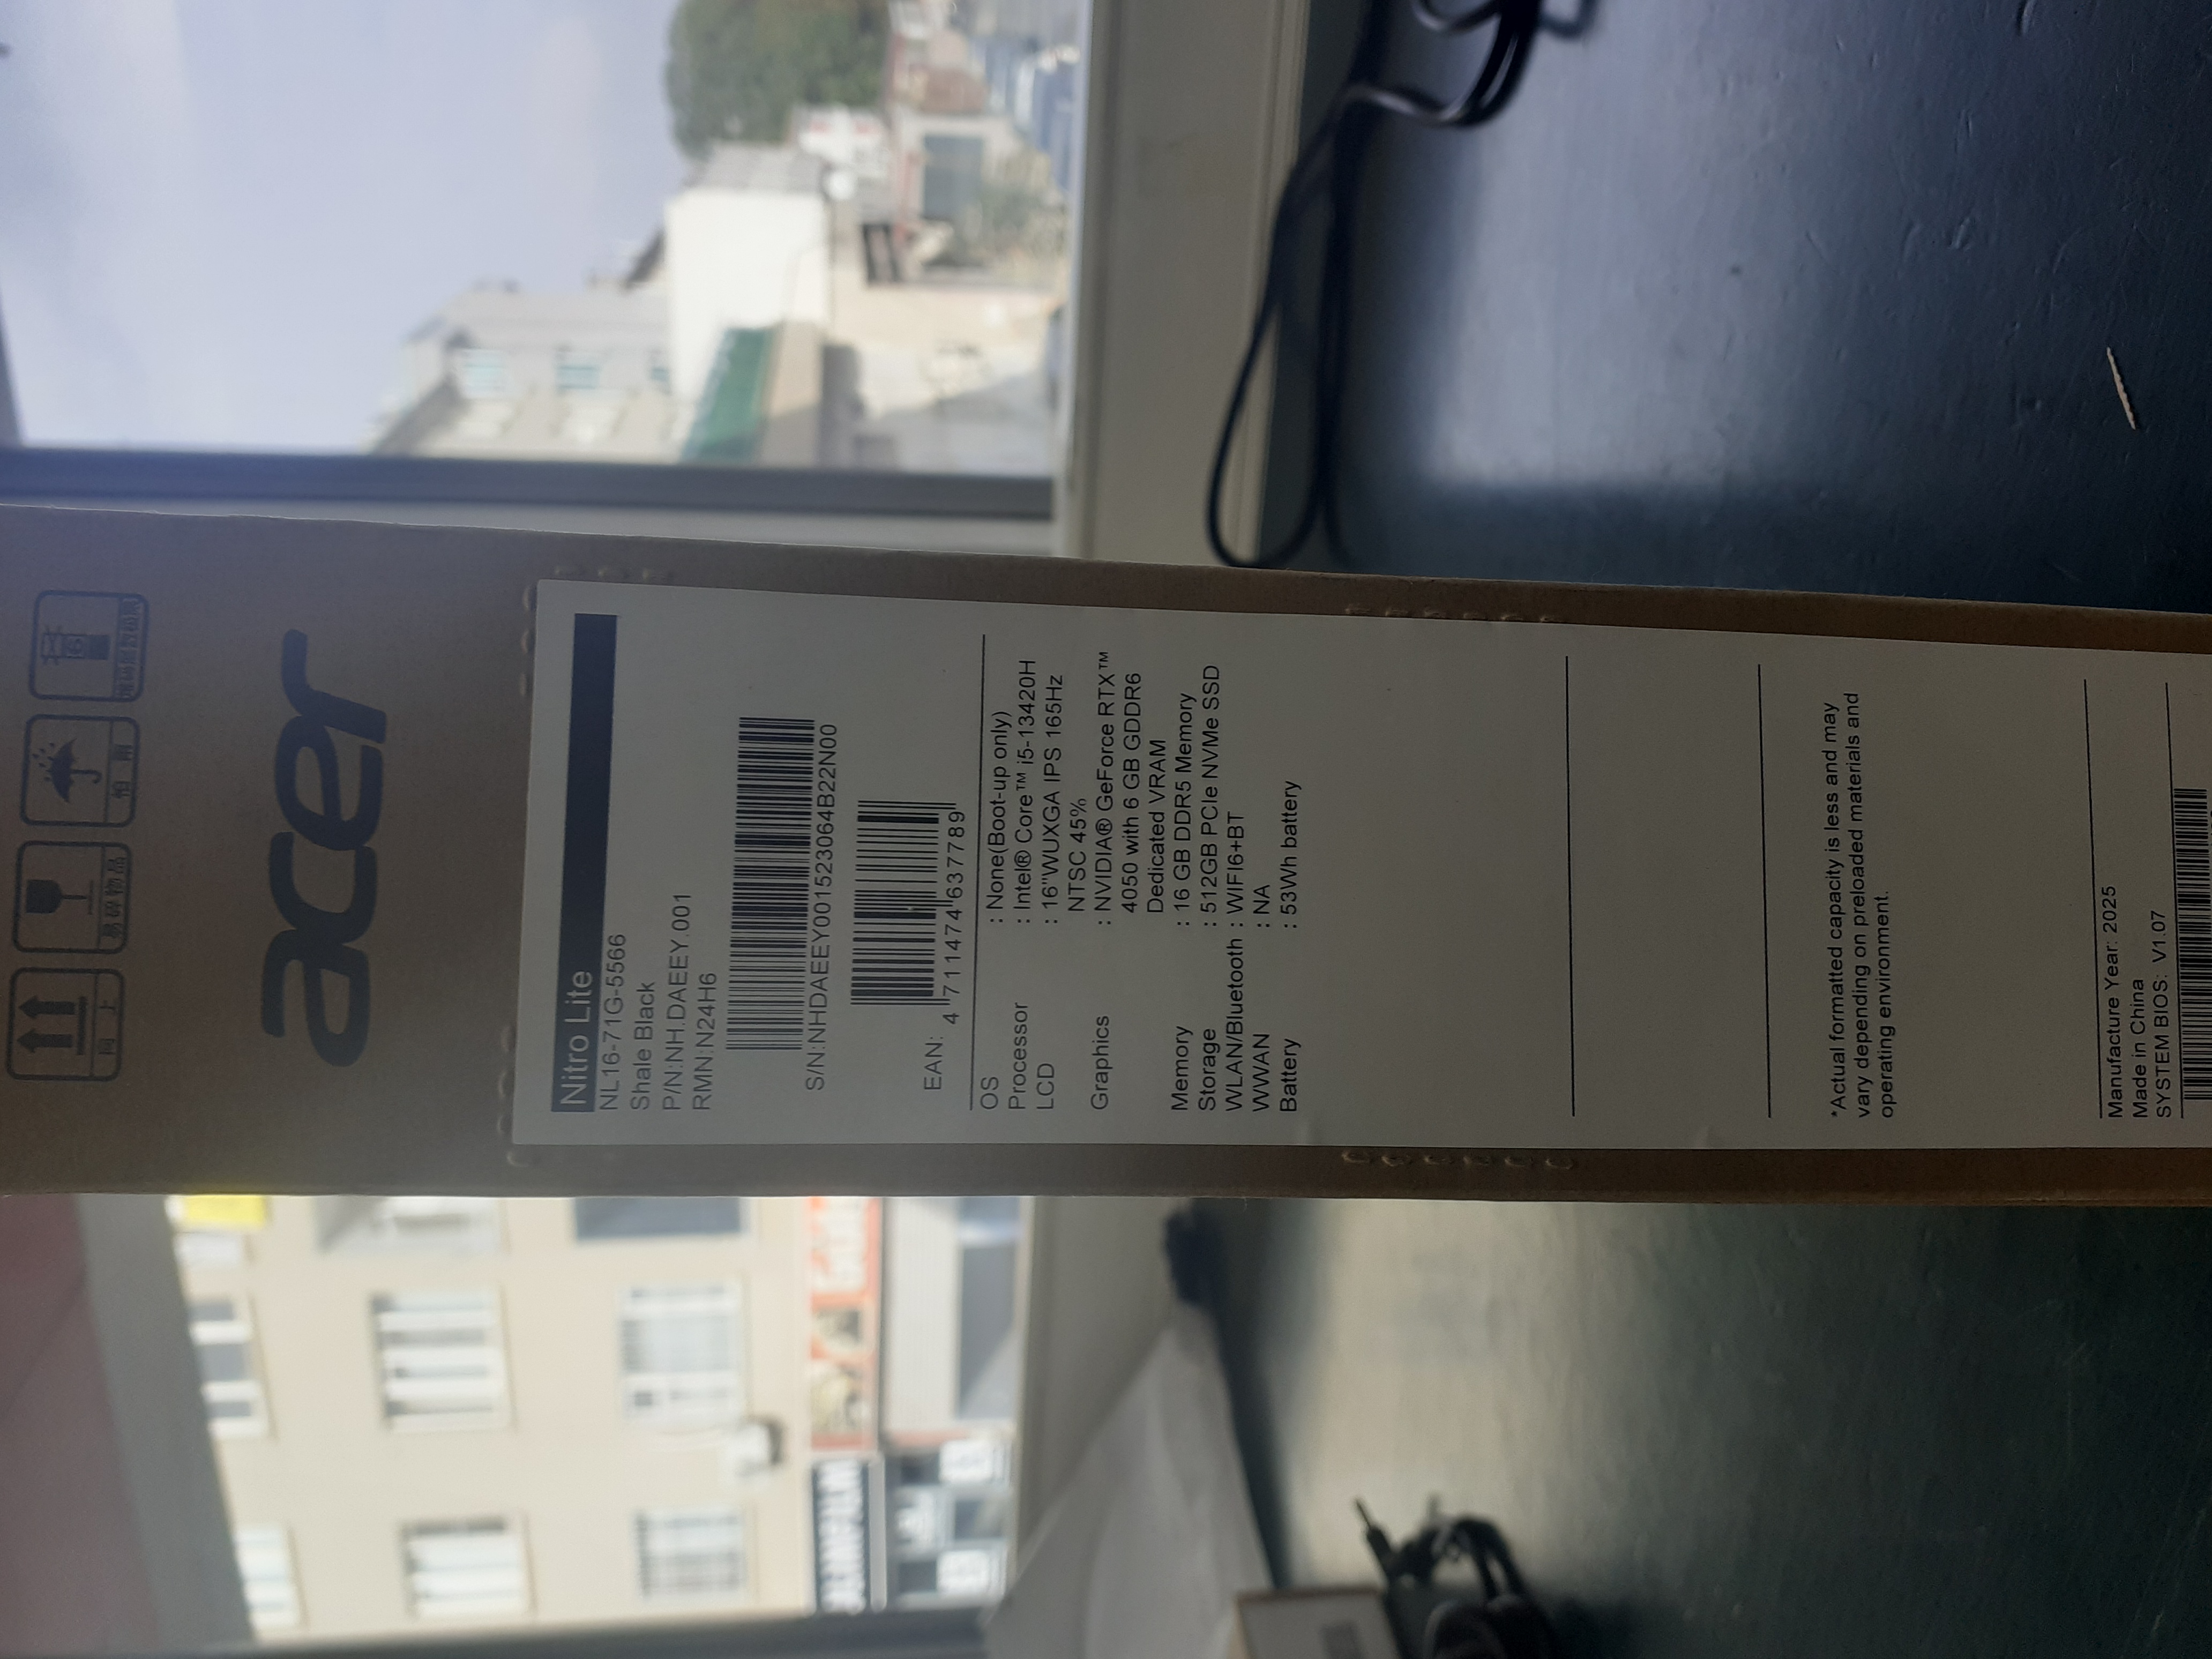 向 上
易碎物品
怕 雨
acer
Nitro Lite
NL16-71G-5566
Shale Black
P/N:NH.DAEEY.001
RMN:N24H6
S/N:NHDAEEY001523064B22N00
EAN:
4 711474 637789
OS : None(Boot-up only)
Processor : Intel® Core™ i5-13420H
LCD : 16"WUXGA IPS 165Hz
NTSC 45%
Graphics : NVIDIA® GeForce RTX™
4050 with 6 GB GDDR6
Dedicated VRAM
Memory : 16 GB DDR5 Memory
Storage : 512GB PCIe NVMe SSD
WLAN/Bluetooth : WIFI6+BT
WWAN : NA
Battery : 53Wh battery
*Actual formatted capacity is less and may
vary depending on preloaded materials and
operating environment.
Manufacture Year: 2025
Made in China
SYSTEM BIOS: V1.07